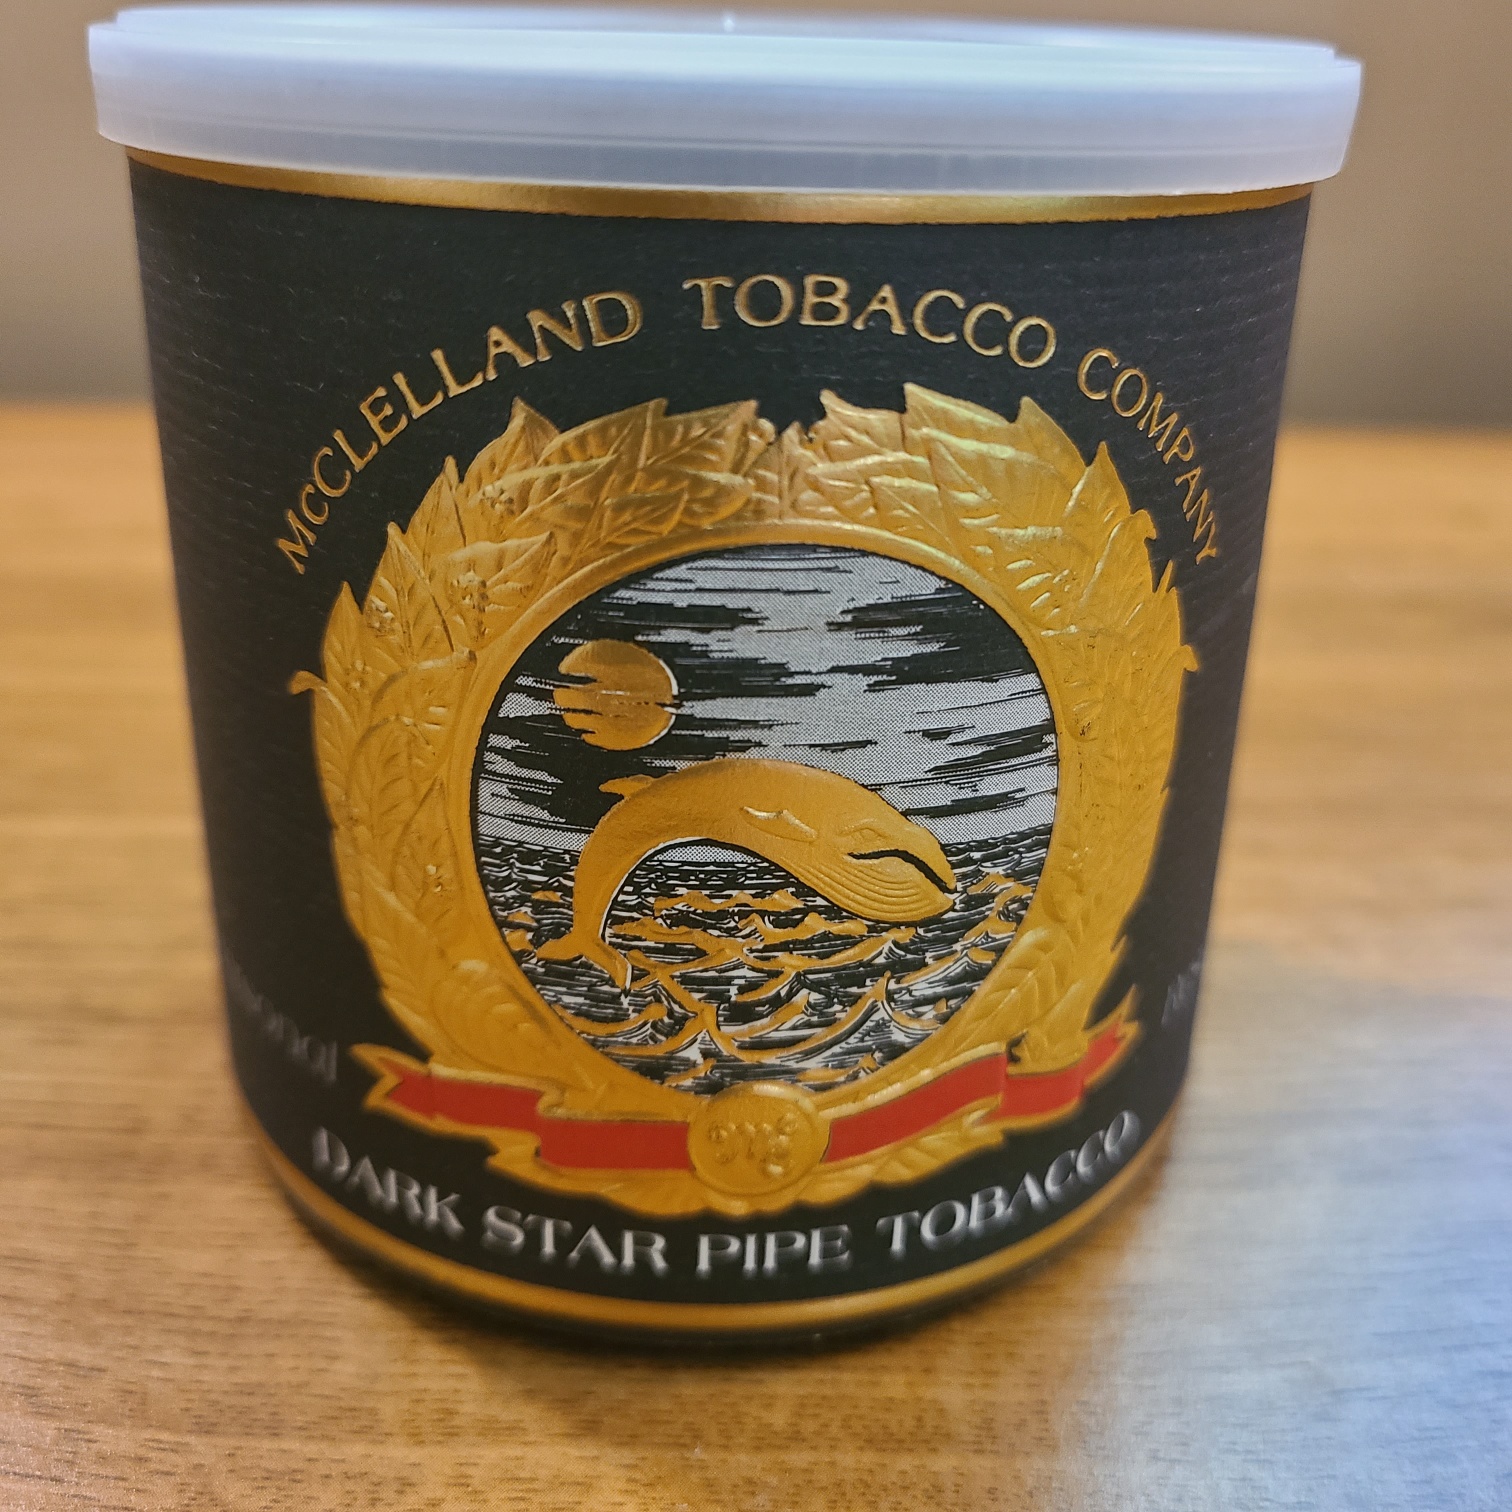 McCLELLAND TOBACCO COMPANY
DARK STAR PIPE TOBACCO